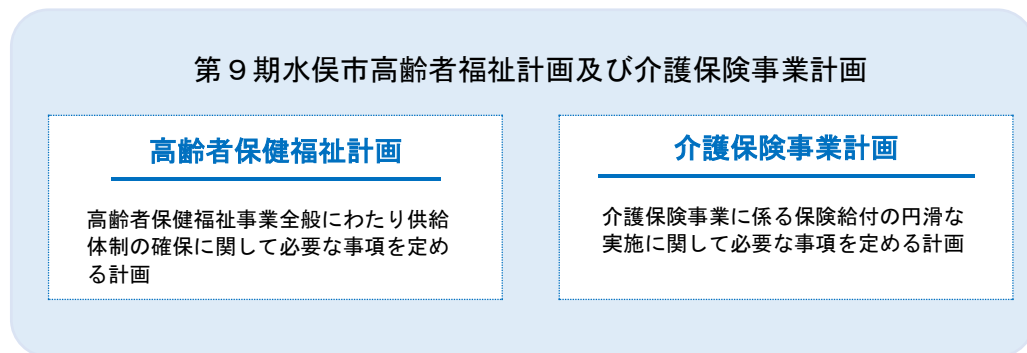 第９期水俣市高齢者福祉計画及び介護保険事業計画
高齢者保健福祉計画
高齢者保健福祉事業全般にわたり供給
体制の確保に関して必要な事項を定め
る計画
介護保険事業計画
介護保険事業に係る保険給付の円滑な
実施に関して必要な事項を定める計画